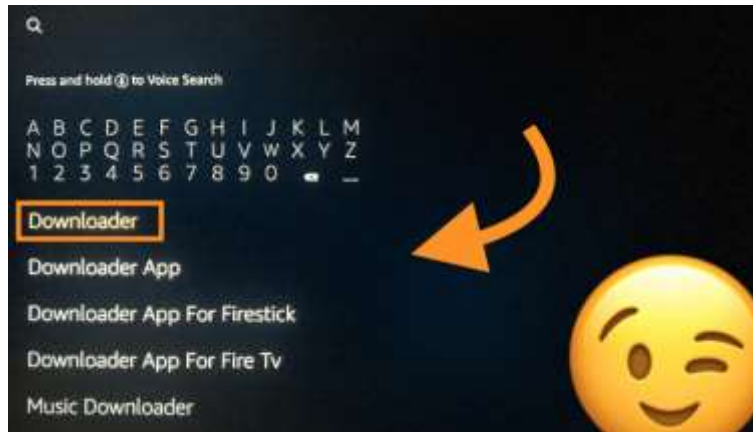 Press and hold to Voice Search
A B C D E F G H I J K L M
N O P Q R S T U V W X Y Z
1 2 3 4 5 6 7 8 9 0
Downloader
Downloader App
Downloader App For Firestick
Downloader App For Fire Tv
Music Downloader